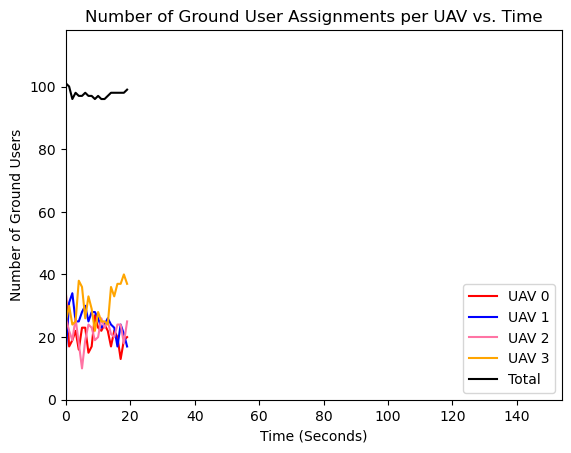 Number of Ground User Assignments per UAV vs. Time
Number of Ground Users
100
80
60
40
20
0
0 20 40 60 80 100 120 140
Time (Seconds)
UAV 0
UAV 1
UAV 2
UAV 3
Total